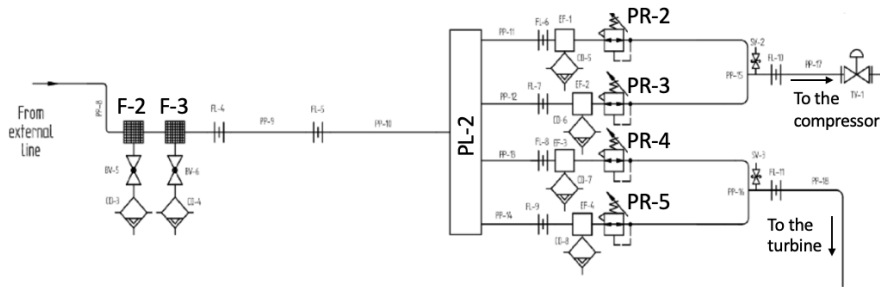 EF-1
PR-2
FL-6
PP-11
SV-2
FL-10
PP-17
CD-5
EF-2
PR-3
FL-7
PP-15
TV-1
PP-12
To the
compressor
From
external
line
PP-8
F-2
F-3
FL-4
FL-5
PP-9
PP-10
PL-2
CD-6
PR-4
FL-8
EF-3
PP-13
SV-3
FL-11
PP-18
BV-5
BV-6
CD-7
PR-5
PP-16
CD-3
CD-4
FL-9
EF-4
PP-14
To the
turbine
CD-8